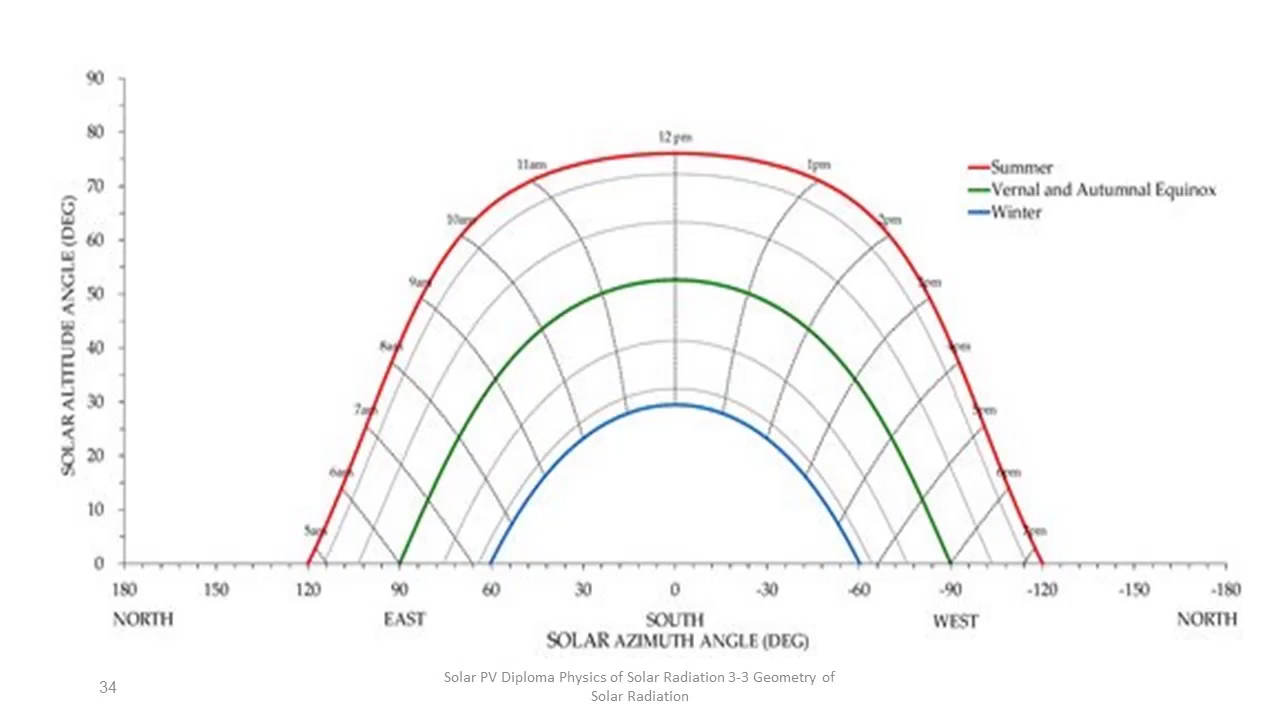 90
80
70
60
50
40
30
20
10
0
SOLAR ALTITUDE ANGLE (DEG)
12 pm
11am
1pm
10am
2pm
9am
3pm
8am
4pm
7am
5pm
6am
6pm
5am
7pm
Summer
Vernal and Autumnal Equinox
Winter
180 150 120 90 60 30 0 -30 -60 -90 -120 -150 -180
NORTH EAST SOUTH WEST NORTH
SOLAR AZIMUTH ANGLE (DEG)
34
Solar PV Diploma Physics of Solar Radiation 3-3 Geometry of
Solar Radiation